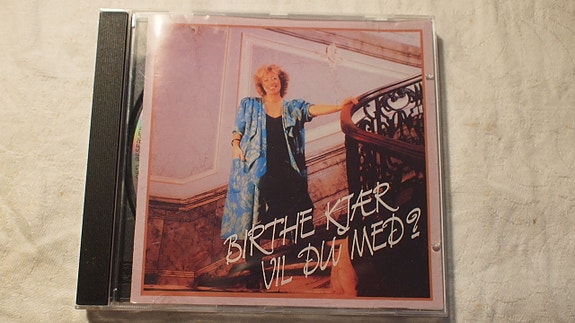 BIRTHE KJÆR
VIL DU MED?